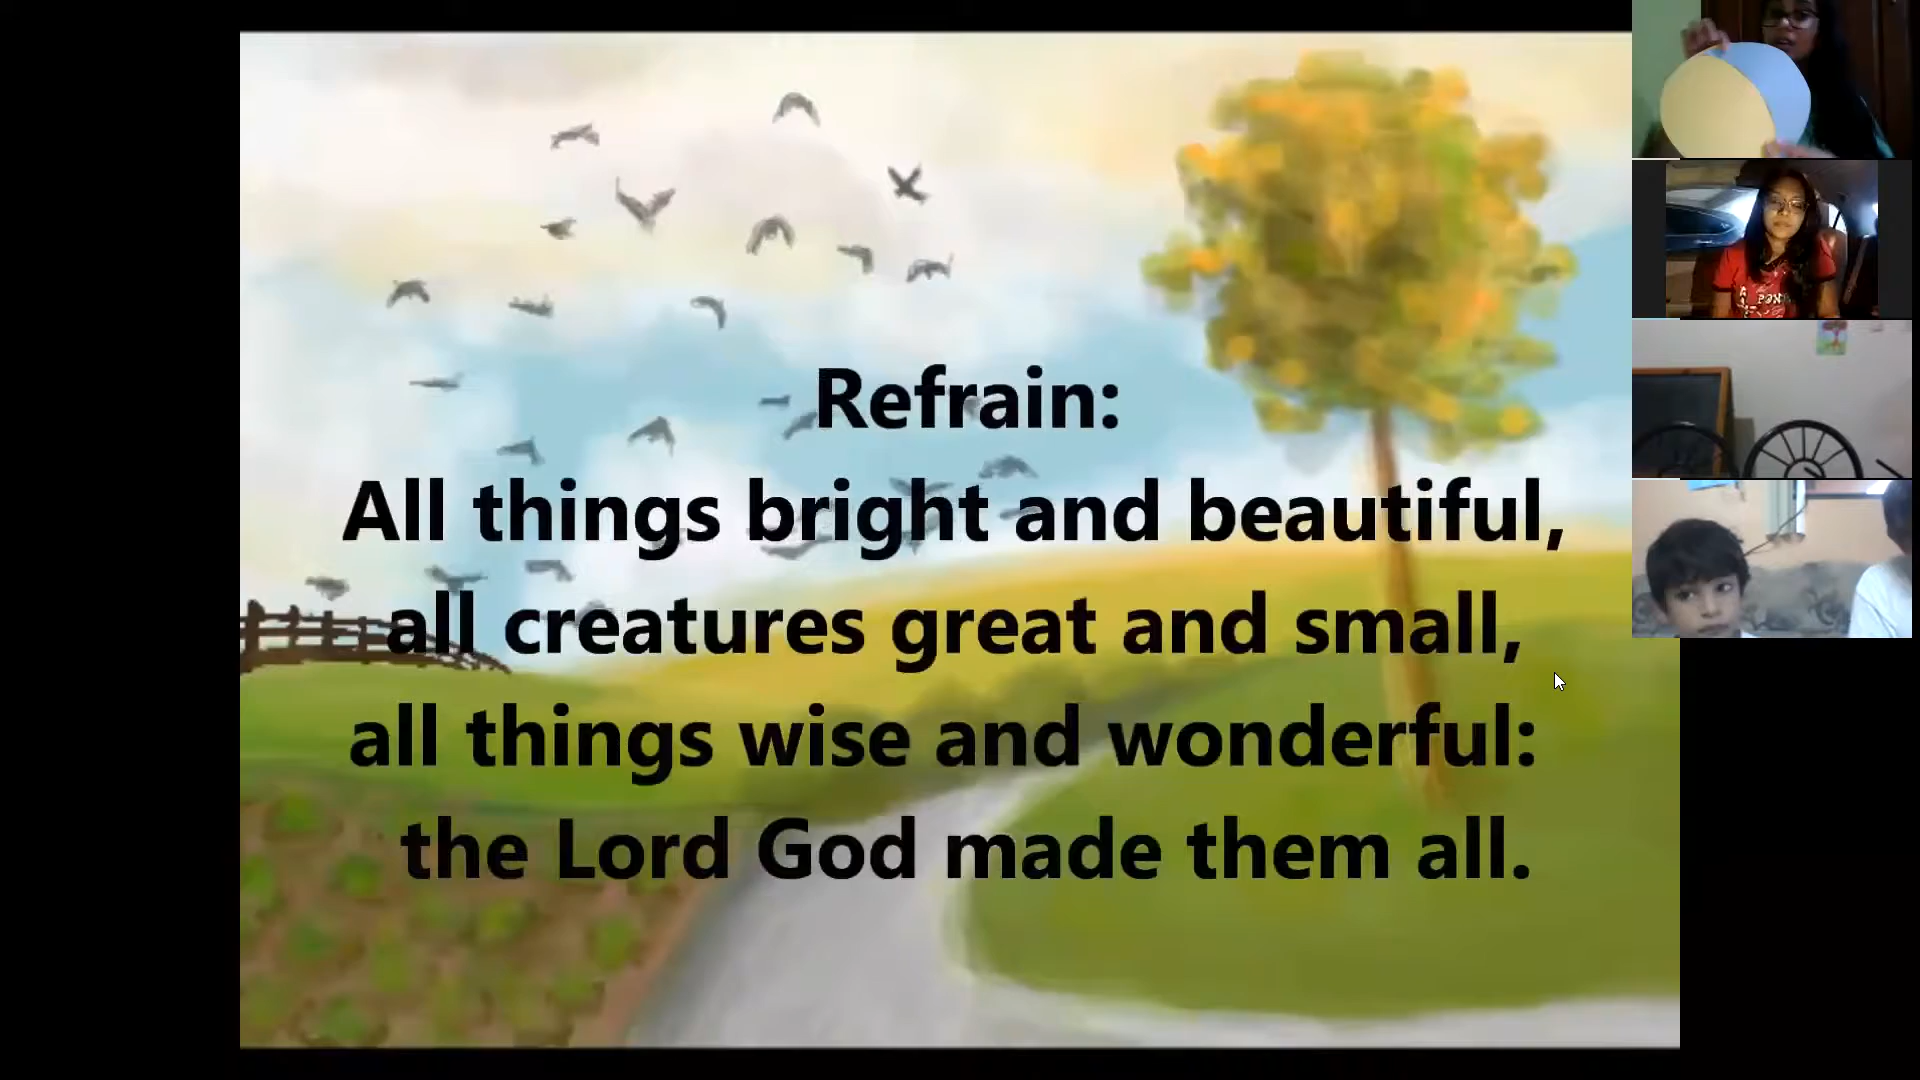 Refrain:
All things bright and beautiful,
all creatures great and small,
all things wise and wonderful:
the Lord God made them all.